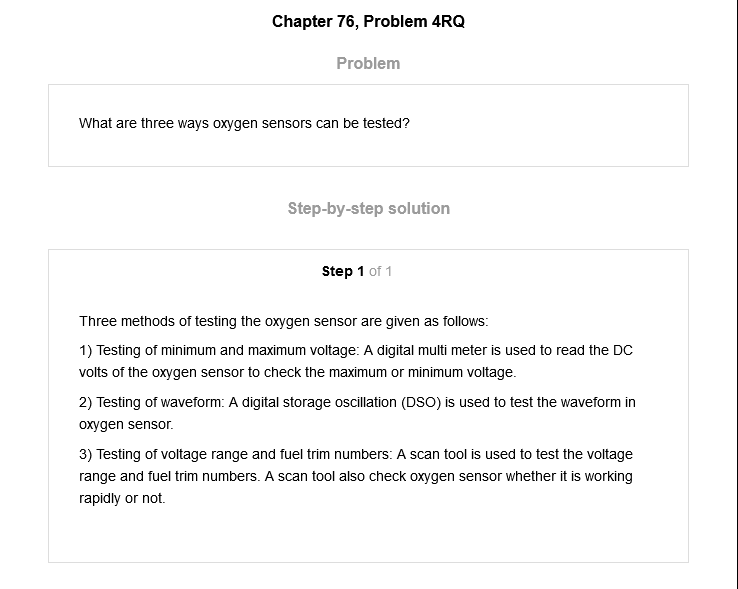 Chapter 76, Problem 4RQ
Problem
What are three ways oxygen sensors can be tested?
Step-by-step solution
Step 1 of 1
Three methods of testing the oxygen sensor are given as follows:
1) Testing of minimum and maximum voltage: A digital multi meter is used to read the DC
volts of the oxygen sensor to check the maximum or minimum voltage.
2) Testing of waveform: A digital storage oscillation (DSO) is used to test the waveform in
oxygen sensor.
3) Testing of voltage range and fuel trim numbers: A scan tool is used to test the voltage
range and fuel trim numbers. A scan tool also check oxygen sensor whether it is working
rapidly or not.